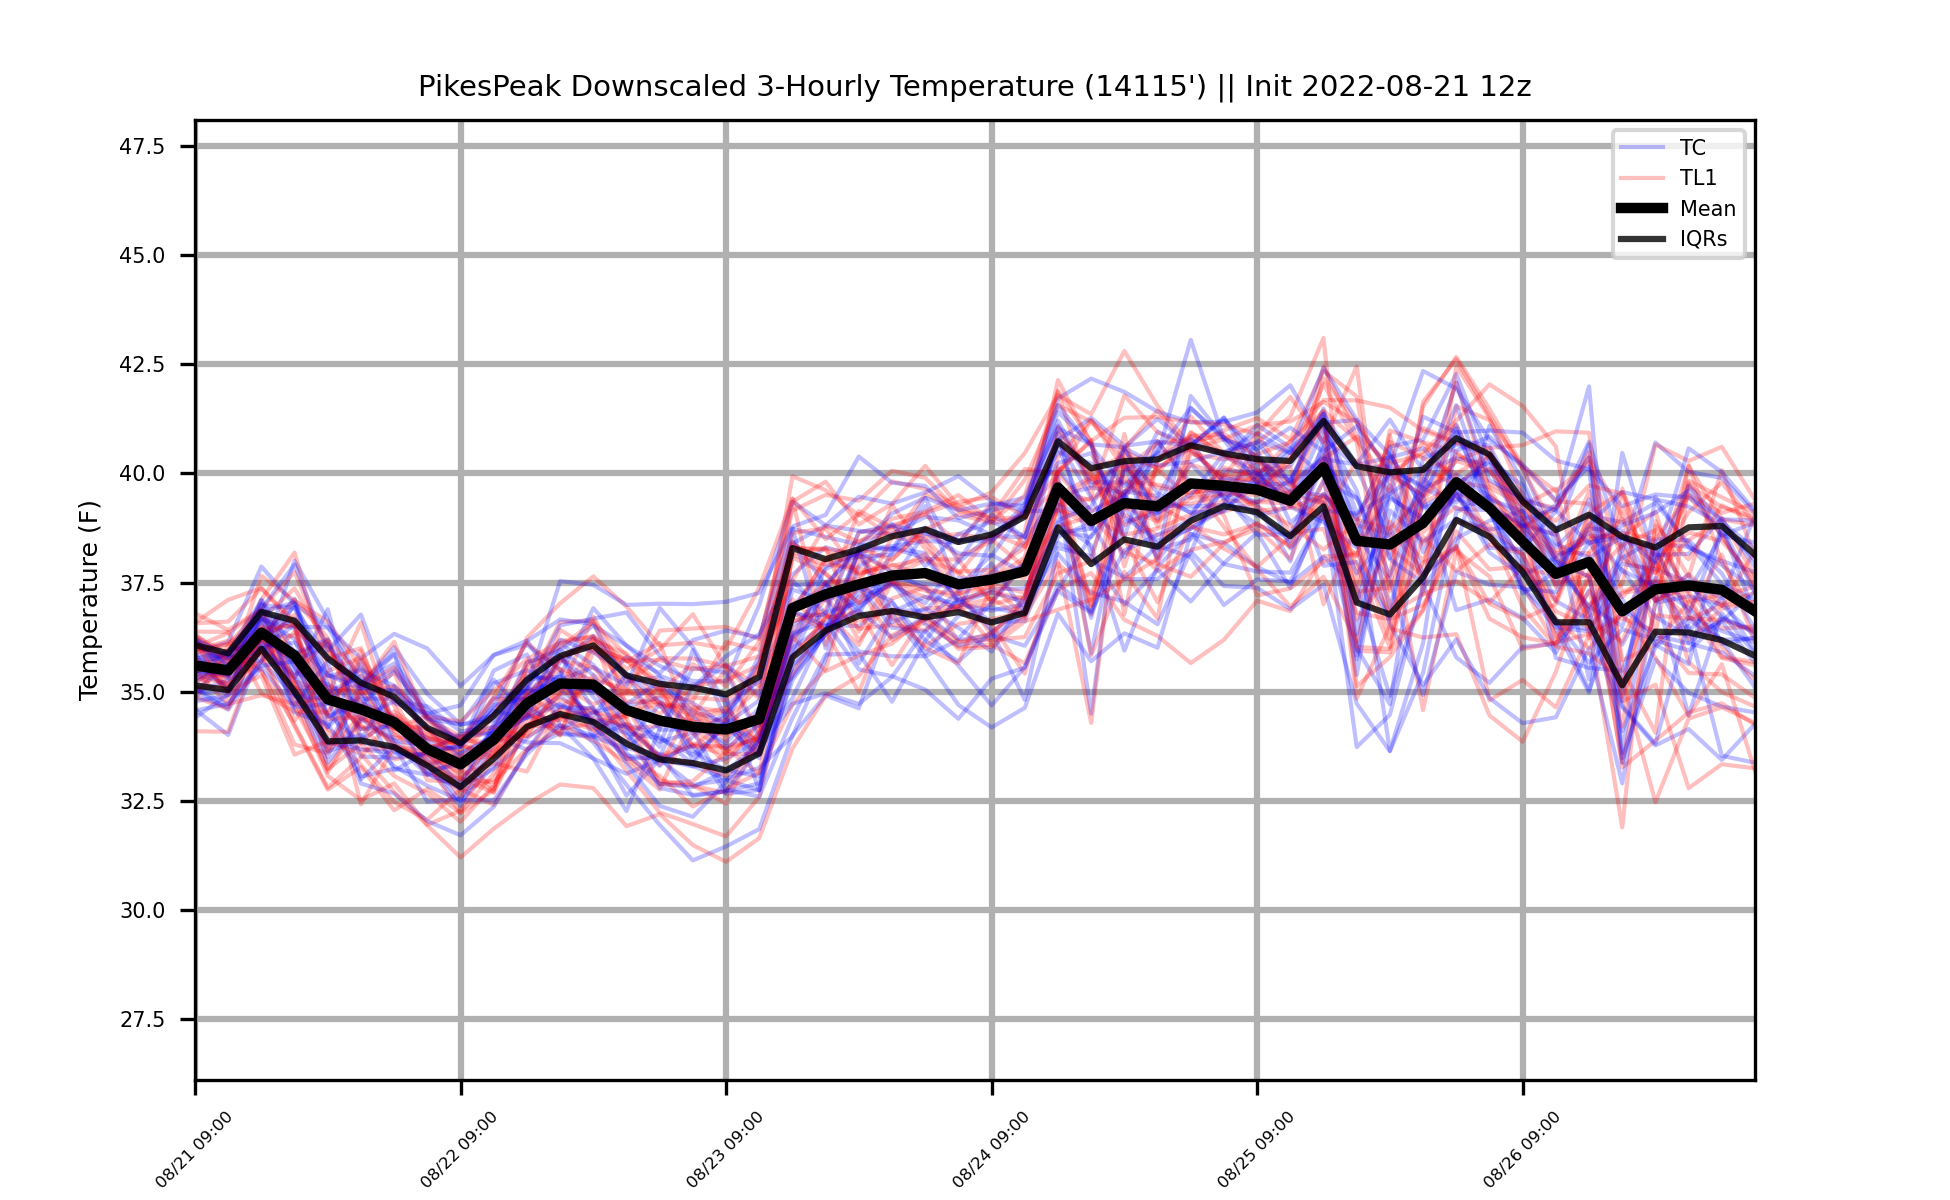 PikesPeak Downscaled 3-Hourly Temperature (14115') || Init 2022-08-21 12z
TC
TL1
Mean
IQRs
Temperature (F)
47.5
45.0
42.5
40.0
37.5
35.0
32.5
30.0
27.5
08/21 09:00
08/22 09:00
08/23 09:00
08/24 09:00
08/25 09:00
08/26 09:00